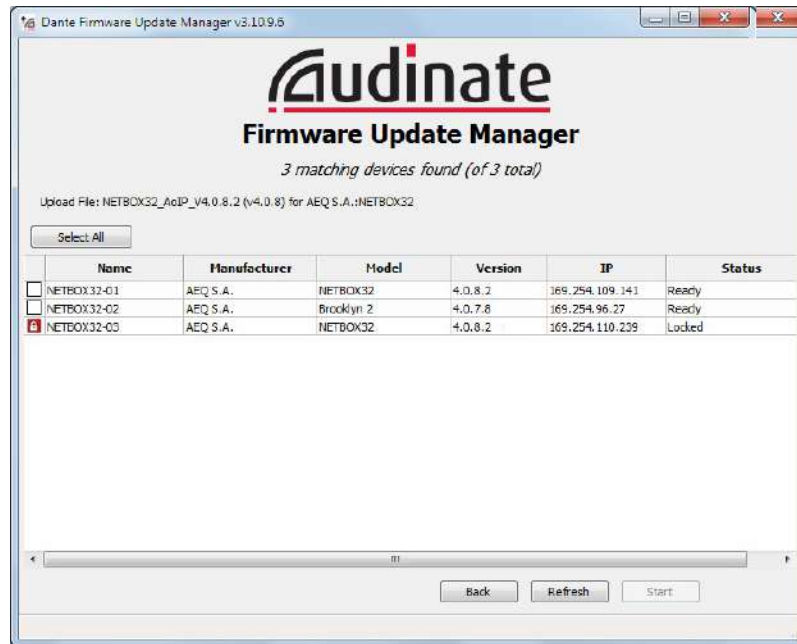 Dante Firmware Update Manager v3.10.9.6
Audinate
Firmware Update Manager
3 matching devices found (of 3 total)
Upload File: NETBOX32_AoIP_V4.0.8.2 (v4.0.8) for AEQ S.A.:NETBOX32
Select All
Name Manufacturer Model Version IP Status
NETBOX32-01 AEQ S.A. NETBOX32 4.0.8.2 169.254.109.141 Ready
NETBOX32-02 AEQ S.A. Brooklyn 2 4.0.7.8 169.254.96.27 Ready
NETBOX32-03 AEQ S.A. NETBOX32 4.0.8.2 169.254.110.239 Locked
Back Refresh Start